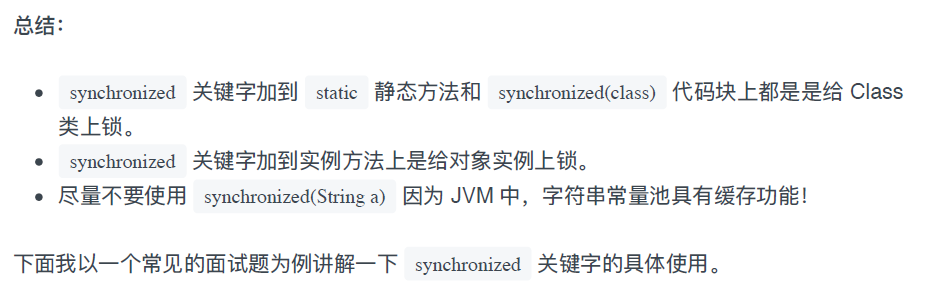 总结：
synchronized 关键字加到 static 静态方法和 synchronized(class) 代码块上都是是给 Class
类上锁。
synchronized 关键字加到实例方法上是给对象实例上锁。
尽量不要使用 synchronized(String a) 因为 JVM 中，字符串常量池具有缓存功能！
下面我以一个常见的面试题为例讲解一下 synchronized 关键字的具体使用。